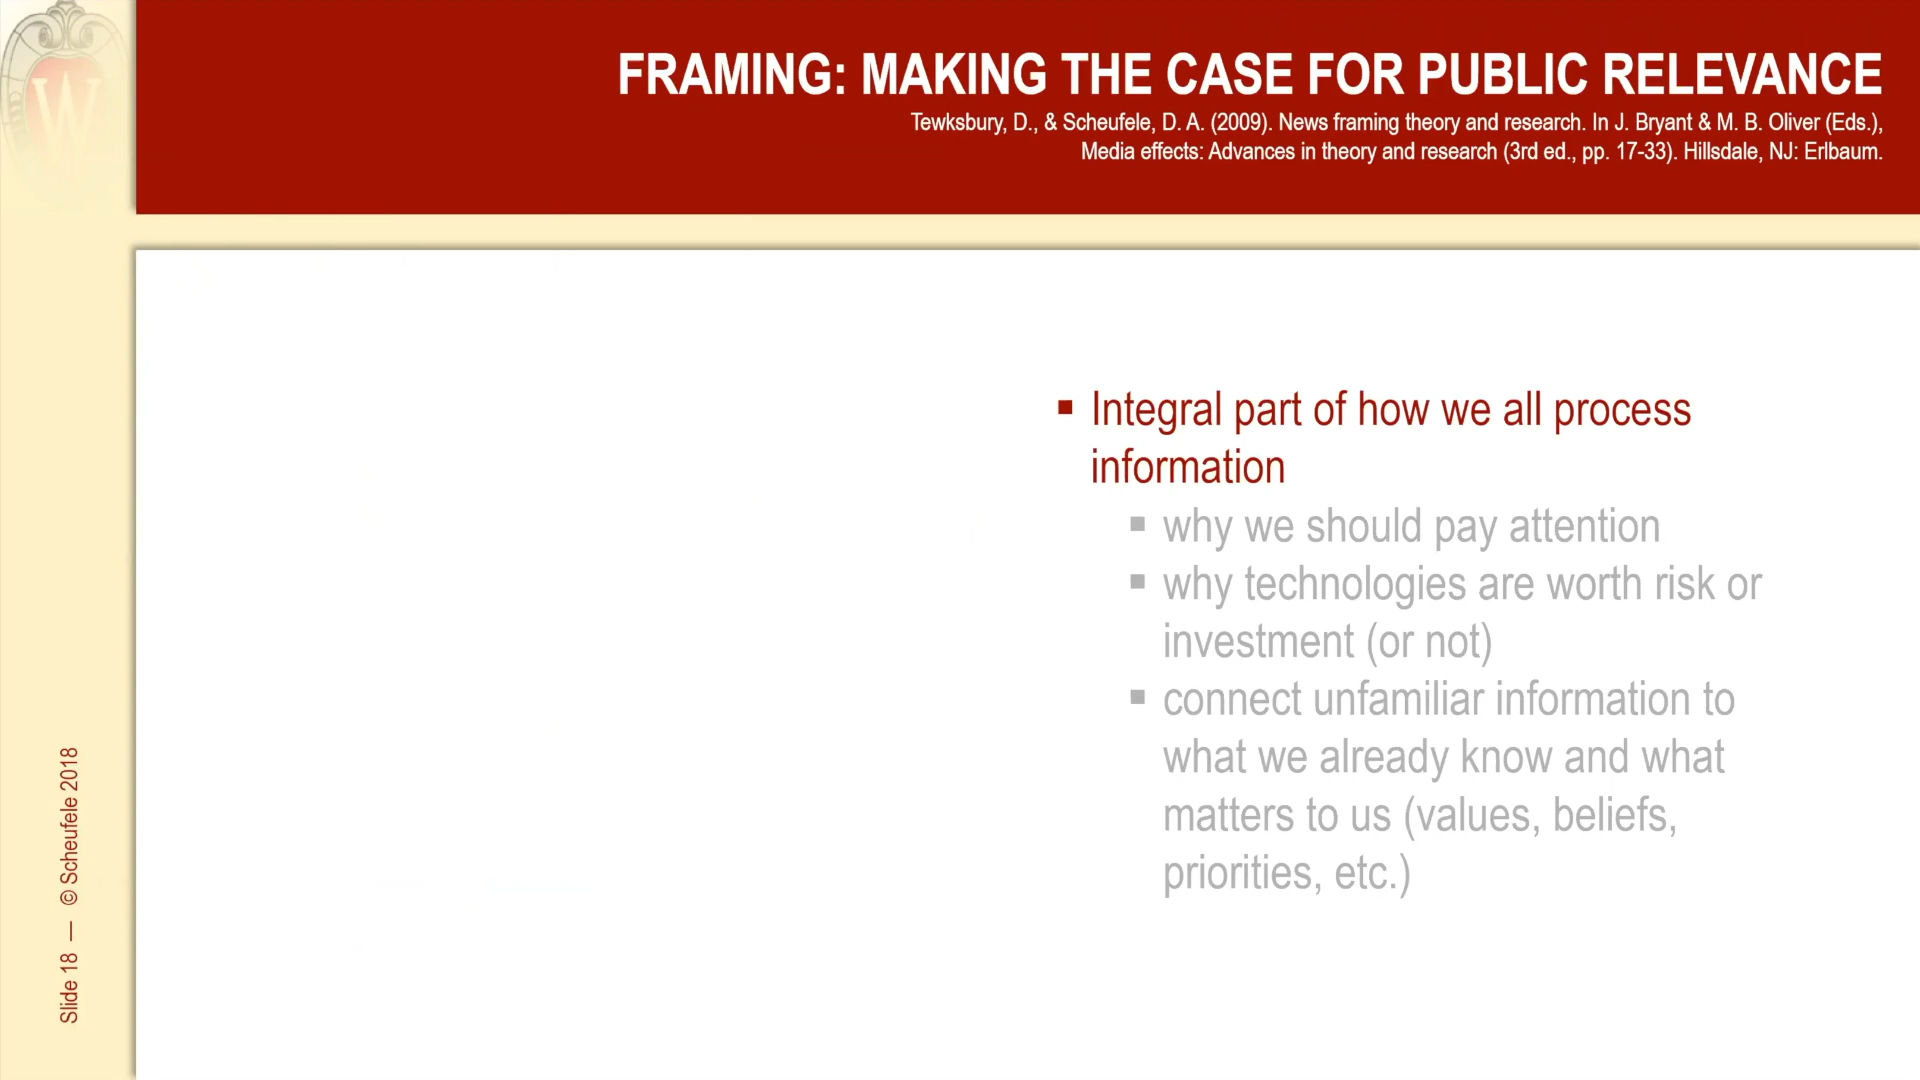 FRAMING: MAKING THE CASE FOR PUBLIC RELEVANCE
Tewksbury, D., & Scheufele, D. A. (2009). News framing theory and research. In J. Bryant & M. B. Oliver (Eds.),
Media effects: Advances in theory and research (3rd ed., pp. 17-33). Hillsdale, NJ: Erlbaum.
▪ Integral part of how we all process
information
▪ why we should pay attention
▪ why technologies are worth risk or
investment (or not)
▪ connect unfamiliar information to
what we already know and what
matters to us (values, beliefs,
priorities, etc.)
Slide 18 — © Scheufele 2018
W